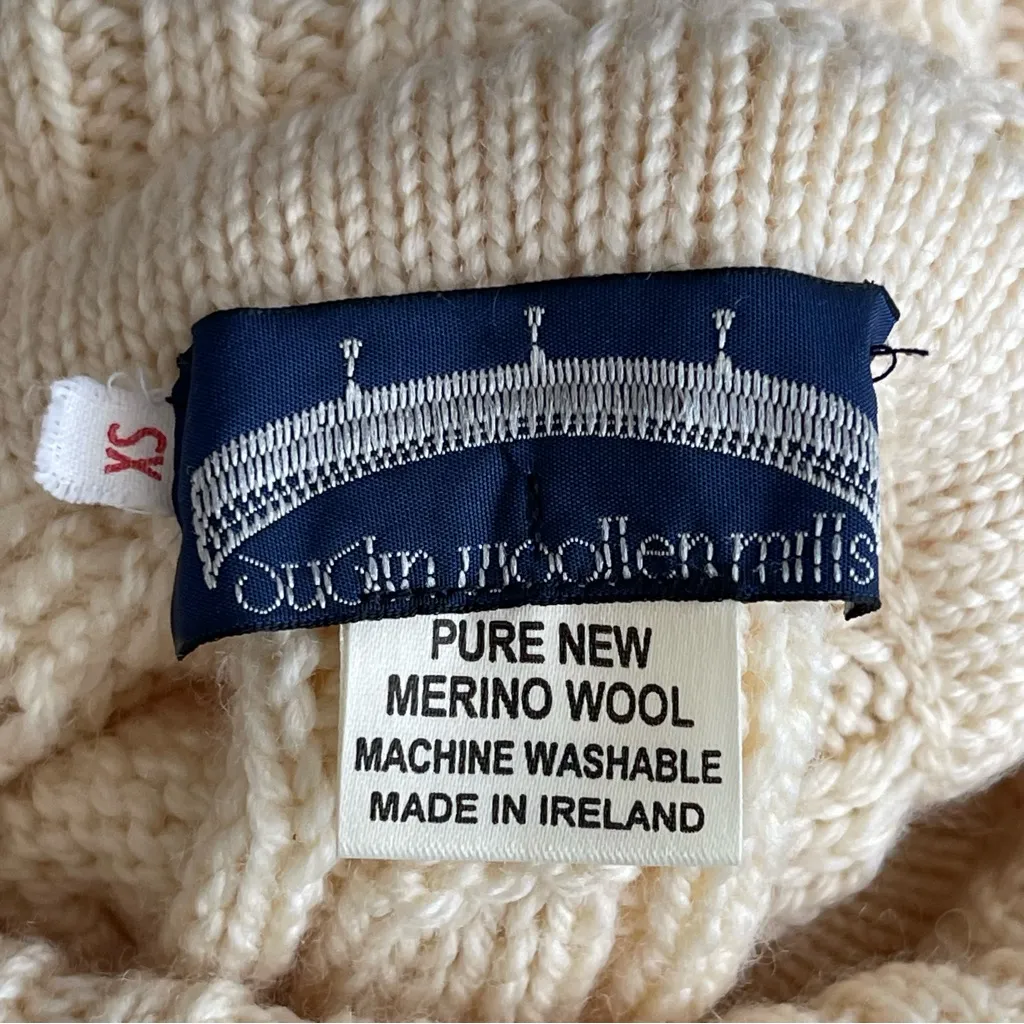 XS
Dublin woollen mills
PURE NEW
MERINO WOOL
MACHINE WASHABLE
MADE IN IRELAND